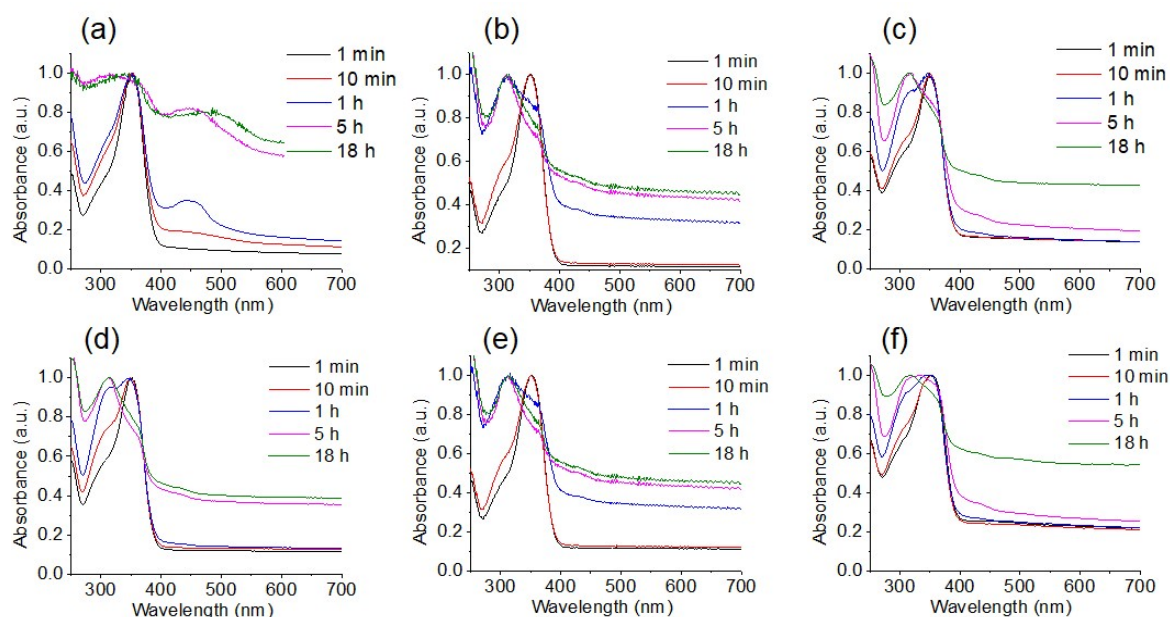 (a)
1 min
10 min
1 h
5 h
18 h
1.0
0.8
0.6
0.4
0.2
0.0
Absorbance (a.u.)
300 400 500 600 700
Wavelength (nm)
(b)
1 min
10 min
1 h
5 h
18 h
1.0
0.8
0.6
0.4
0.2
Absorbance (a.u.)
300 400 500 600 700
Wavelength (nm)
(c)
1 min
10 min
1 h
5 h
18 h
1.0
0.8
0.6
0.4
0.2
0.0
Absorbance (a.u.)
300 400 500 600 700
Wavelength (nm)
(d)
1 min
10 min
1 h
5 h
18 h
1.0
0.8
0.6
0.4
0.2
0.0
Absorbance (a.u.)
300 400 500 600 700
Wavelength (nm)
(e)
1 min
10 min
1 h
5 h
18 h
1.0
0.8
0.6
0.4
0.2
0.0
Absorbance (a.u.)
300 400 500 600 700
Wavelength (nm)
(f)
1 min
10 min
1 h
5 h
18 h
1.0
0.8
0.6
0.4
0.2
0.0
Absorbance (a.u.)
300 400 500 600 700
Wavelength (nm)